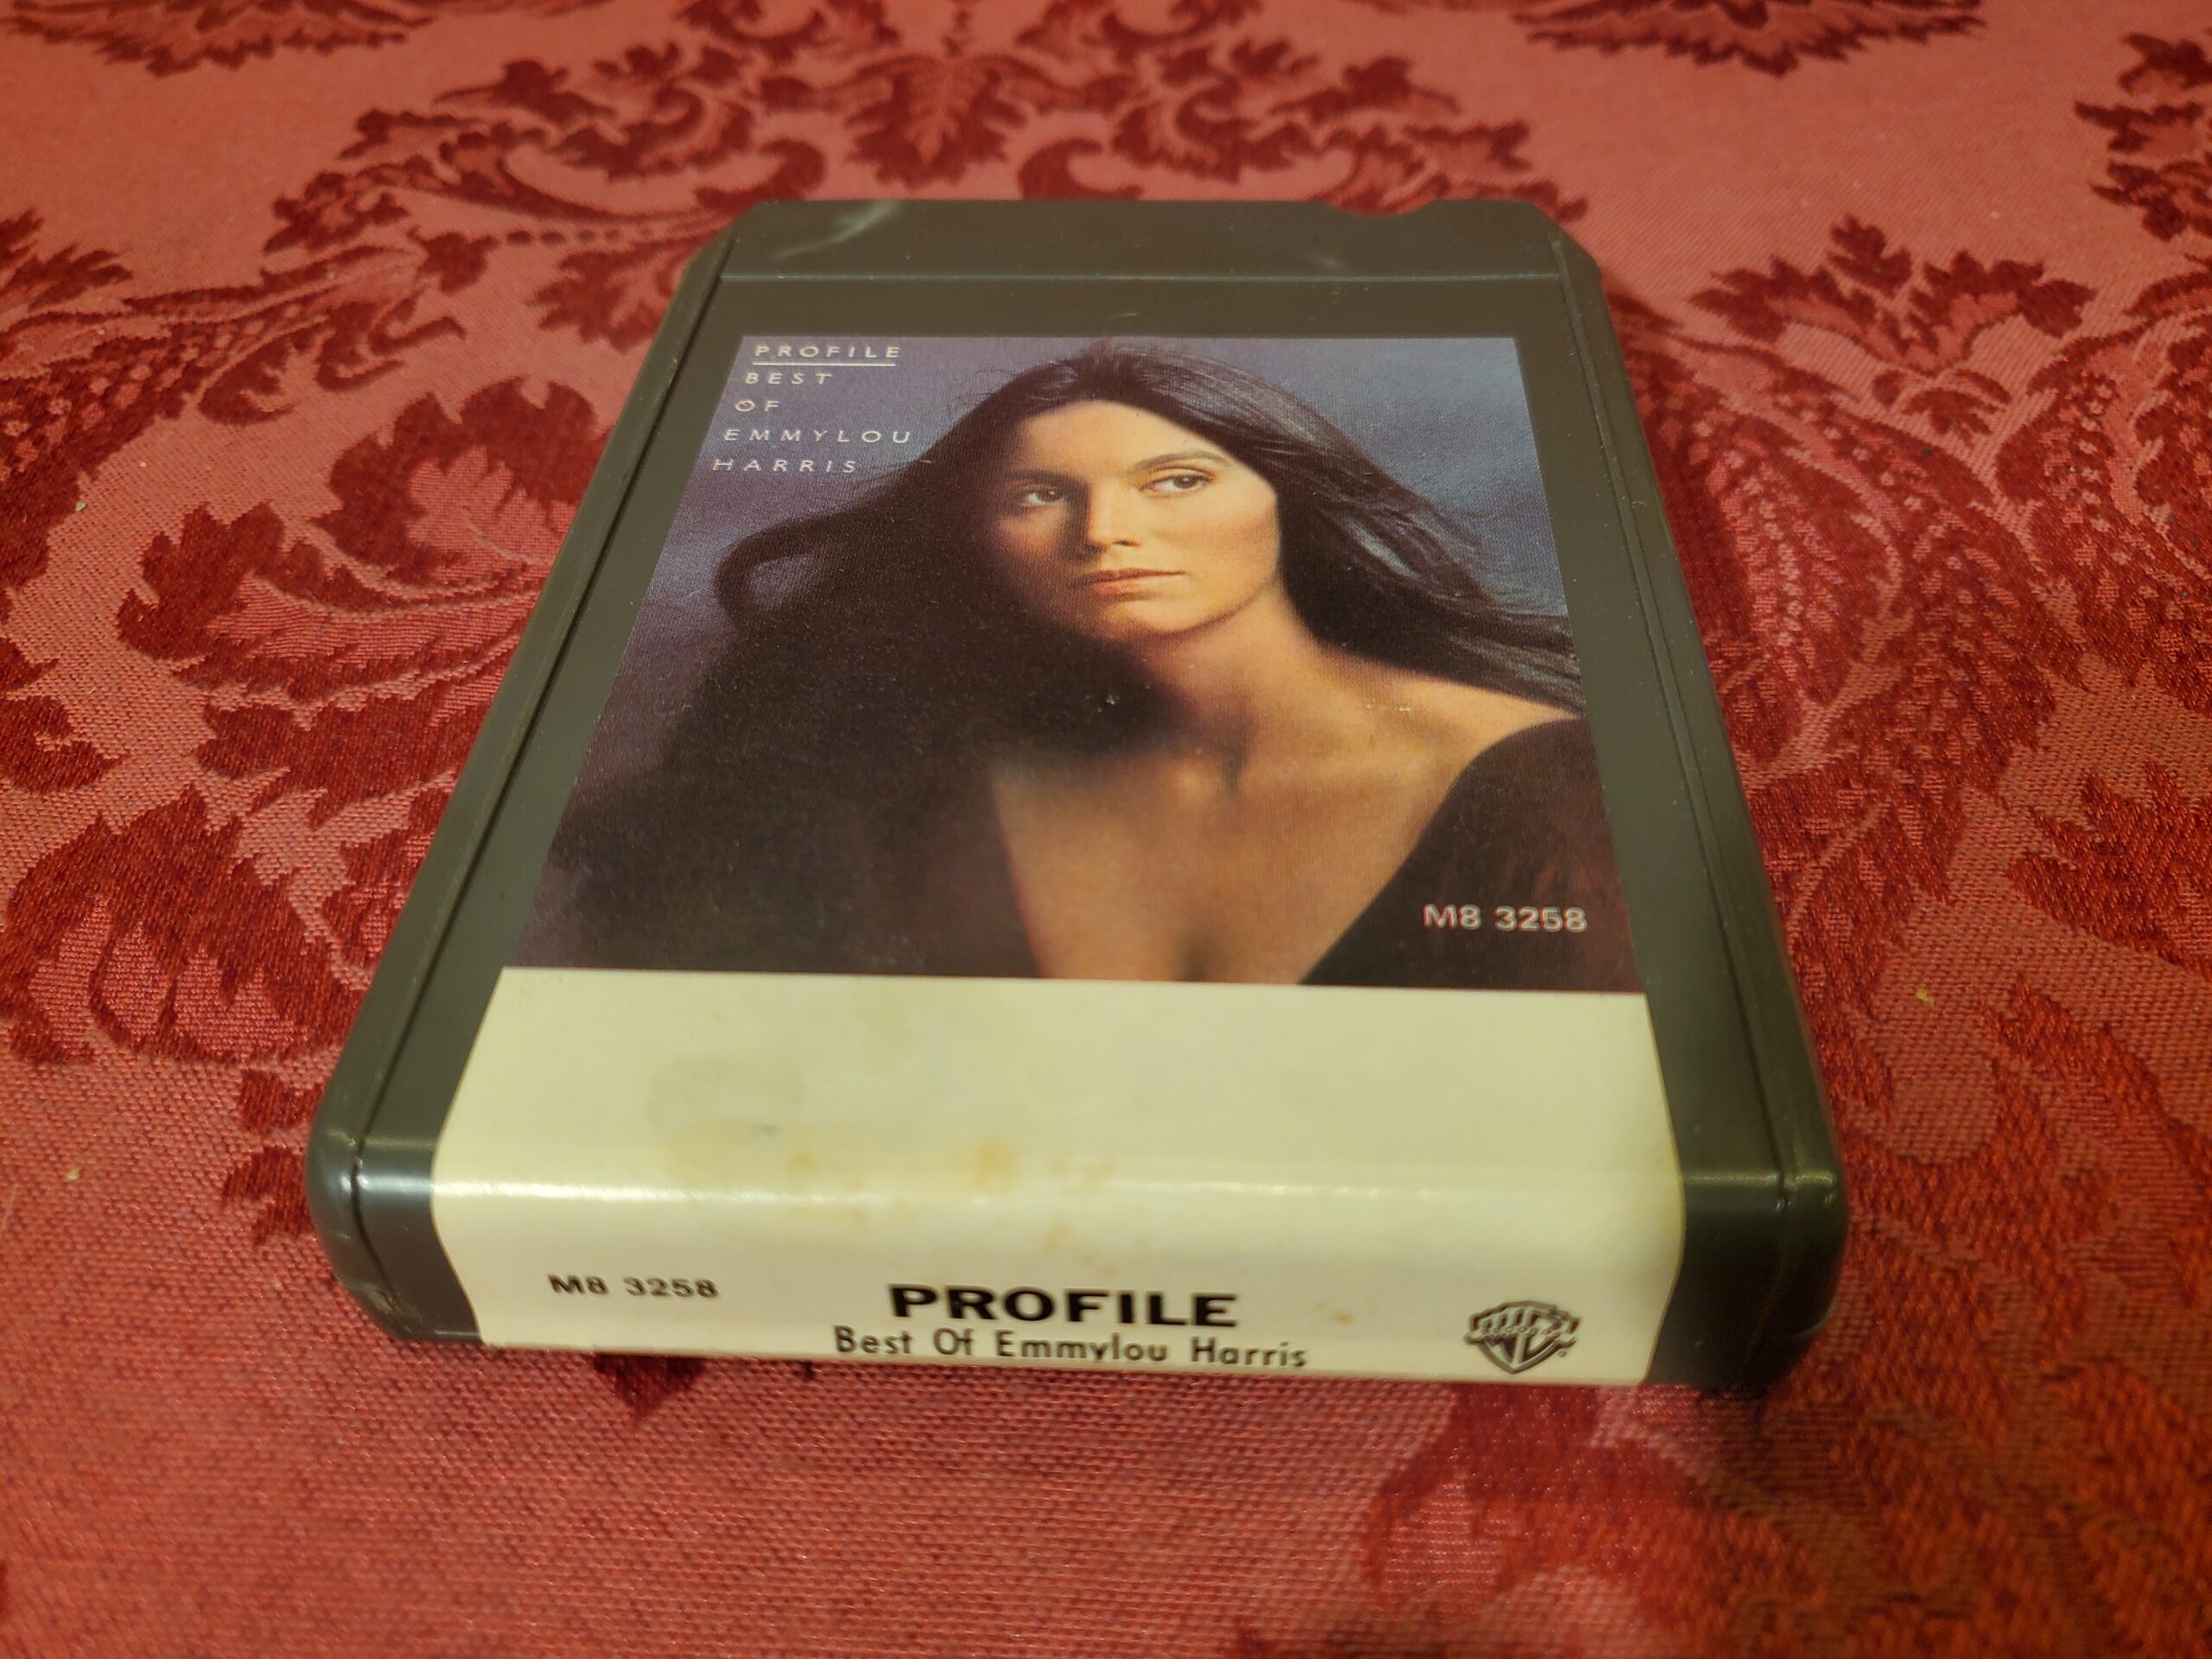 PROFILE
BEST
OF
EMMYLOU
HARRIS
M8 3258
M8 3258
PROFILE
Best Of Emmylou Harris